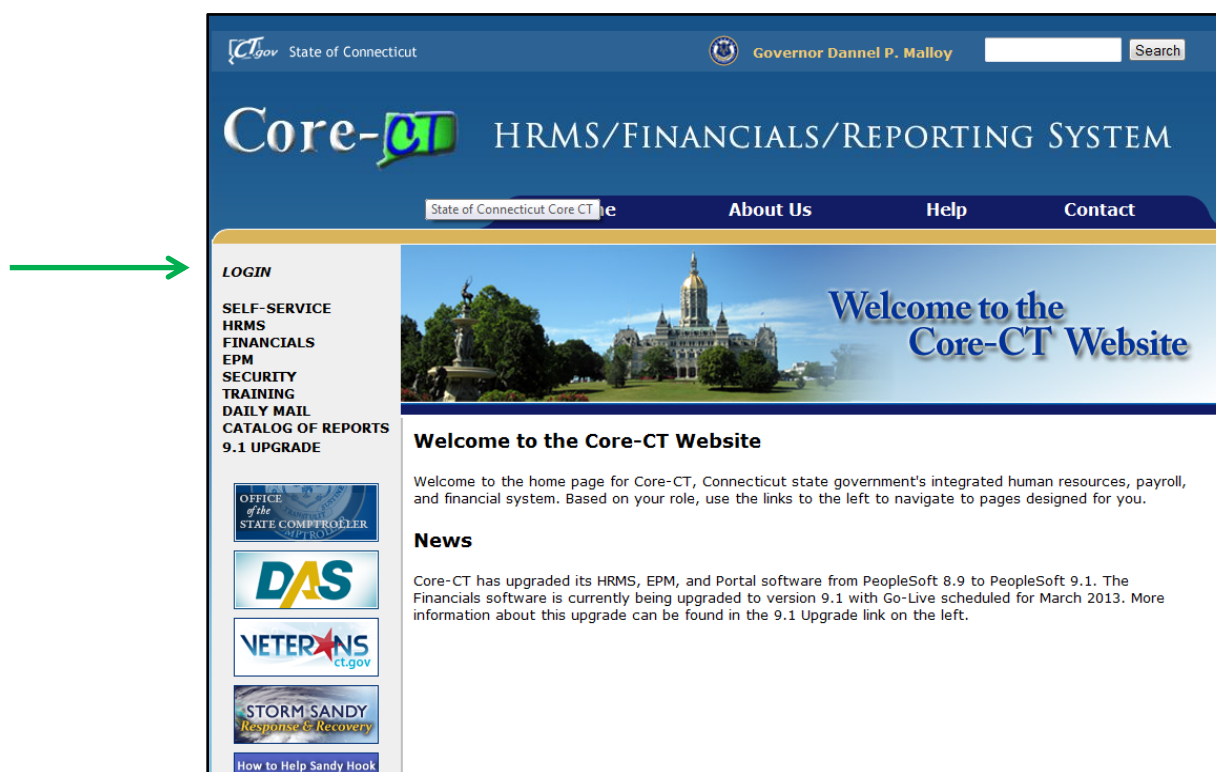 CTgov State of Connecticut
Governor Dannel P. Malloy
Search
Core-CT HRMS/FINANCIALS/REPORTING SYSTEM
State of Connecticut Core CT
About Us
Help
Contact
LOGIN
SELF-SERVICE
HRMS
FINANCIALS
EPM
SECURITY
TRAINING
DAILY MAIL
CATALOG OF REPORTS
9.1 UPGRADE
Welcome to the
Core-CT Website
Welcome to the Core-CT Website
Welcome to the home page for Core-CT, Connecticut state government's integrated human resources, payroll,
and financial system. Based on your role, use the links to the left to navigate to pages designed for you.
News
Core-CT has upgraded its HRMS, EPM, and Portal software from PeopleSoft 8.9 to PeopleSoft 9.1. The
Financials software is currently being upgraded to version 9.1 with Go-Live scheduled for March 2013. More
information about this upgrade can be found in the 9.1 Upgrade link on the left.
OFFICE
of the
STATE COMPTROLLER
DAS
VETERANS
ct.gov
STORM SANDY
Response & Recovery
How to Help Sandy Hook